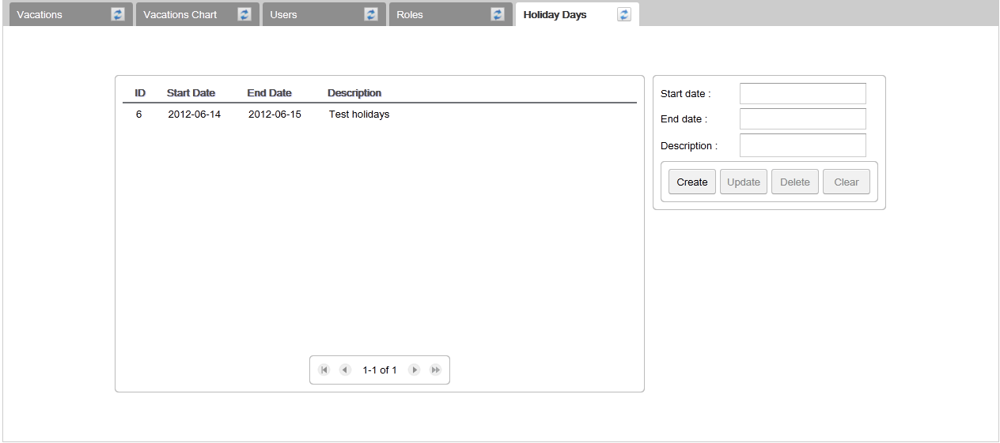 Vacations Vacations Chart Users Roles Holiday Days
ID Start Date End Date Description
6 2012-06-14 2012-06-15 Test holidays
1-1 of 1
Start date :
End date :
Description :
Create Update Delete Clear